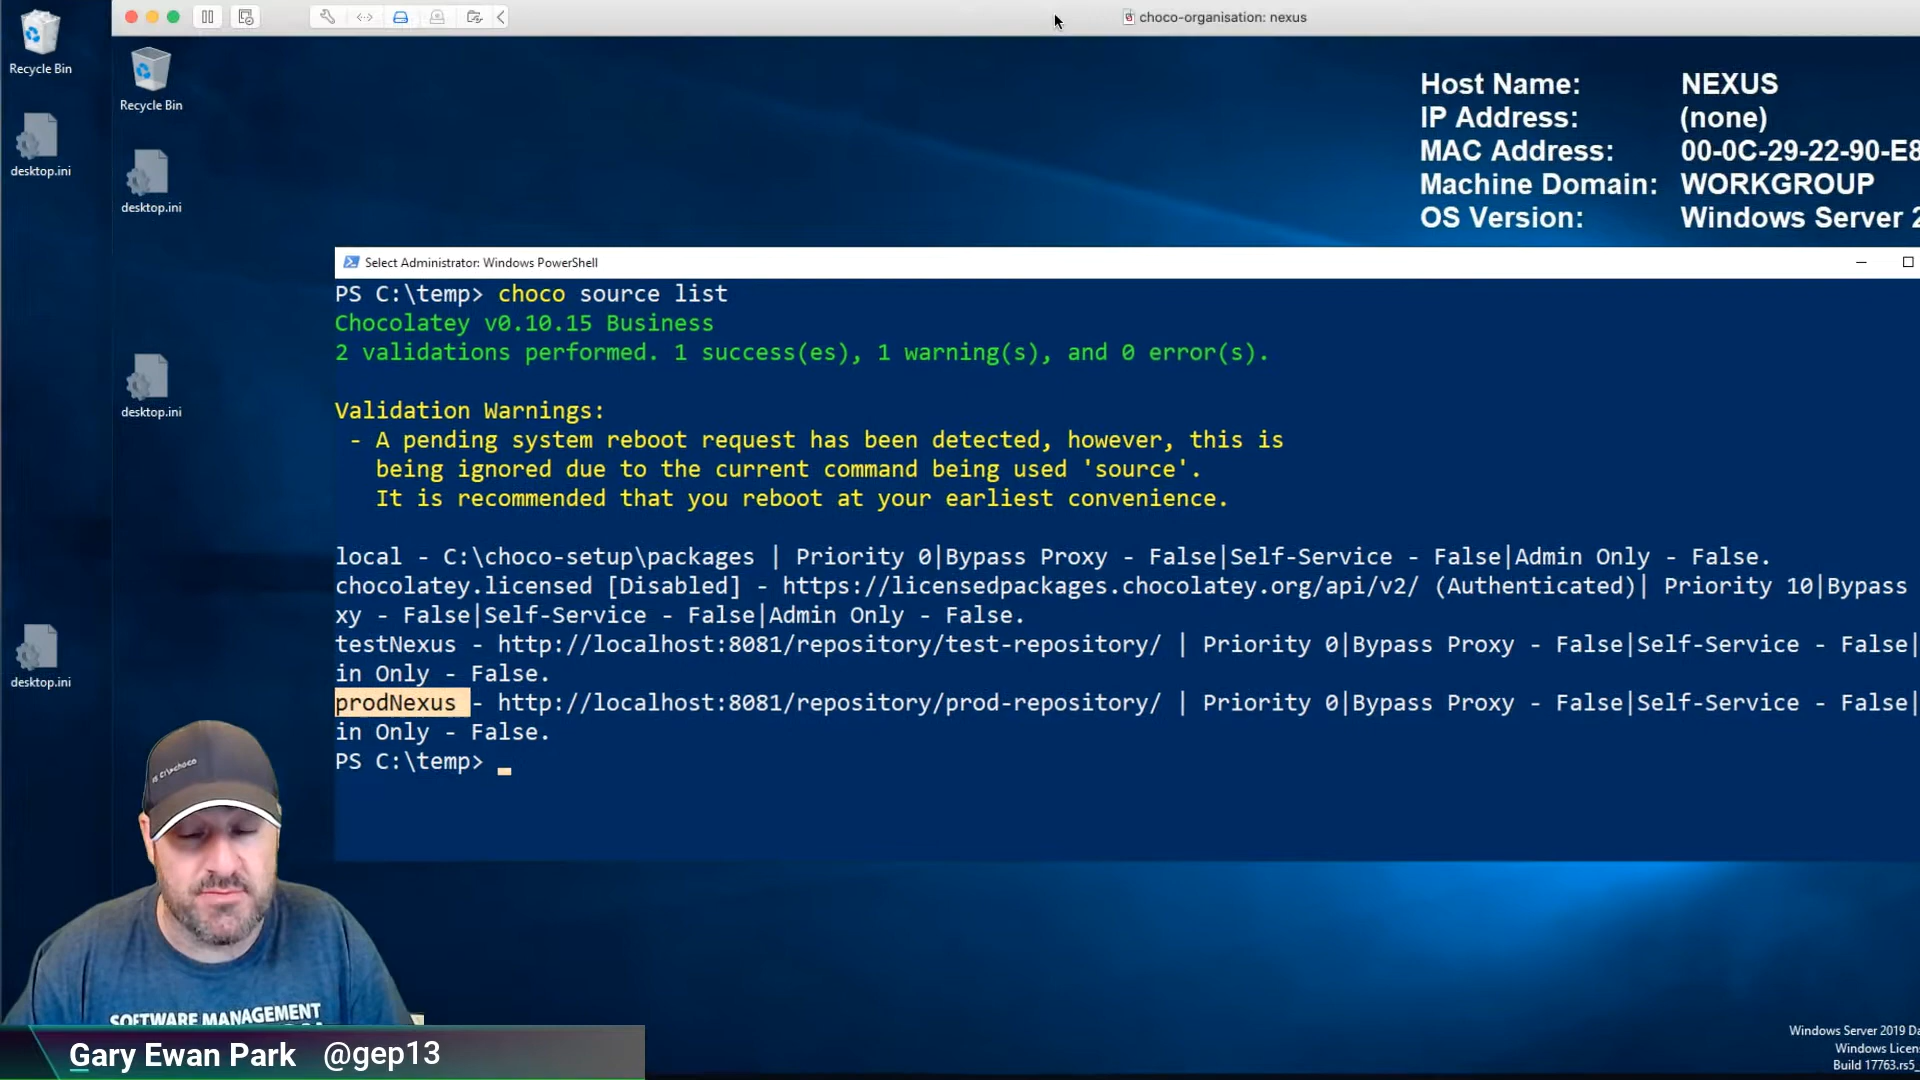 choco-organisation: nexus
Recycle Bin
Recycle Bin
desktop.ini
desktop.ini
desktop.ini
desktop.ini
Host Name: NEXUS
IP Address: (none)
MAC Address: 00-0C-29-22-90-E8
Machine Domain: WORKGROUP
OS Version: Windows Server 2
Select Administrator: Windows PowerShell
PS C:\temp> choco source list
Chocolatey v0.10.15 Business
2 validations performed. 1 success(es), 1 warning(s), and 0 error(s).
Validation Warnings:
- A pending system reboot request has been detected, however, this is
being ignored due to the current command being used 'source'.
It is recommended that you reboot at your earliest convenience.
local - C:\choco-setup\packages | Priority 0|Bypass Proxy - False|Self-Service - False|Admin Only - False.
chocolatey.licensed [Disabled] - https://licensedpackages.chocolatey.org/api/v2/ (Authenticated)| Priority 10|Bypass
xy - False|Self-Service - False|Admin Only - False.
testNexus - http://localhost:8081/repository/test-repository/ | Priority 0|Bypass Proxy - False|Self-Service - False|
in Only - False.
prodNexus - http://localhost:8081/repository/prod-repository/ | Priority 0|Bypass Proxy - False|Self-Service - False|
in Only - False.
PS C:\temp>
SOFTWARE MANAGEMENT
Gary Ewan Park @gep13
Windows Server 2019 Da
Windows Licen
Build 17763.rs5_